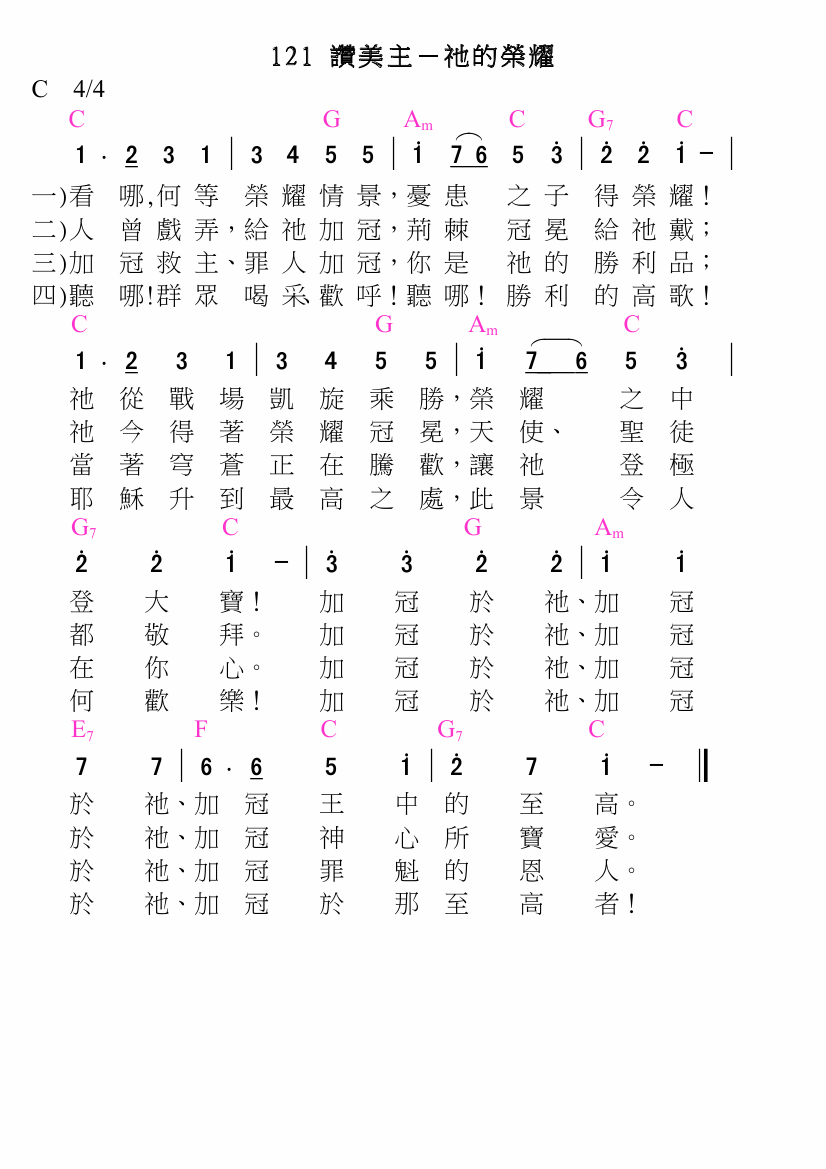 121 讚美主－祂的榮耀
C 4/4
C G Am C G7 C
1 · 2 3 1 | 3 4 5 5 | i 7 6 5 3̇ | 2̇ 2̇ i － |
一)看 哪,何 等 榮 耀 情 景，憂 患 之 子 得 榮 耀！
二)人 曾 戲 弄，給 祂 加 冠，荊 棘 冠 冕 給 祂 戴；
三)加 冠 救 主、罪 人 加 冠，你 是 祂 的 勝 利 品；
四)聽 哪！群 眾 喝 采、歡 呼！聽 哪！ 勝 利 的 高 歌！
C G Am C
1 · 2 3 1 | 3 4 5 5 | i 7 6 5 3̇ |
祂 從 戰 場 凱 旋 乘 勝，榮 耀 之 中
祂 今 得 著 榮 耀 冠 冕，天 使、 聖 徒
當 著 穹 蒼 正 在 騰 歡，讓 祂 登 極
耶 穌 升 到 最 高 之 處，此 景 令 人
G7 C G Am
2̇ 2̇ i － | 3̇ 3̇ 2̇ 2̇ | i i
登 大 寶！ 加 冠 於 祂、加 冠
都 敬 拜。 加 冠 於 祂、加 冠
在 你 心。 加 冠 於 祂、加 冠
何 歡 樂！ 加 冠 於 祂、加 冠
E7 F C G7 C
7 7 | 6 · 6 5 i | 2̇ 7 i －
於 祂、加 冠 王 中 的 至 高。
於 祂、加 冠 神 心 所 寶 愛。
於 祂、加 冠 罪 魁 的 恩 人。
於 祂、加 冠 於 那 至 高 者！